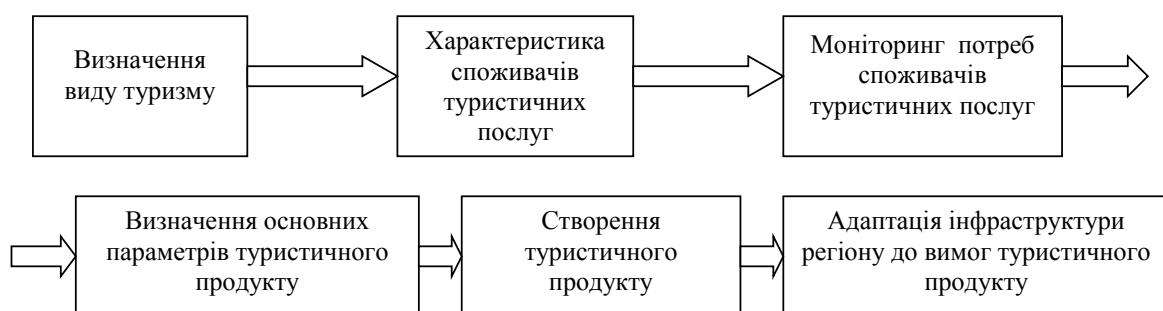 Визначення
виду туризму
Характеристика
споживачів
туристичних
послуг
Моніторинг потреб
споживачів
туристичних послуг
Визначення основних
параметрів туристичного
продукту
Створення
туристичного
продукту
Адаптація інфраструктури
регіону до вимог туристичного
продукту